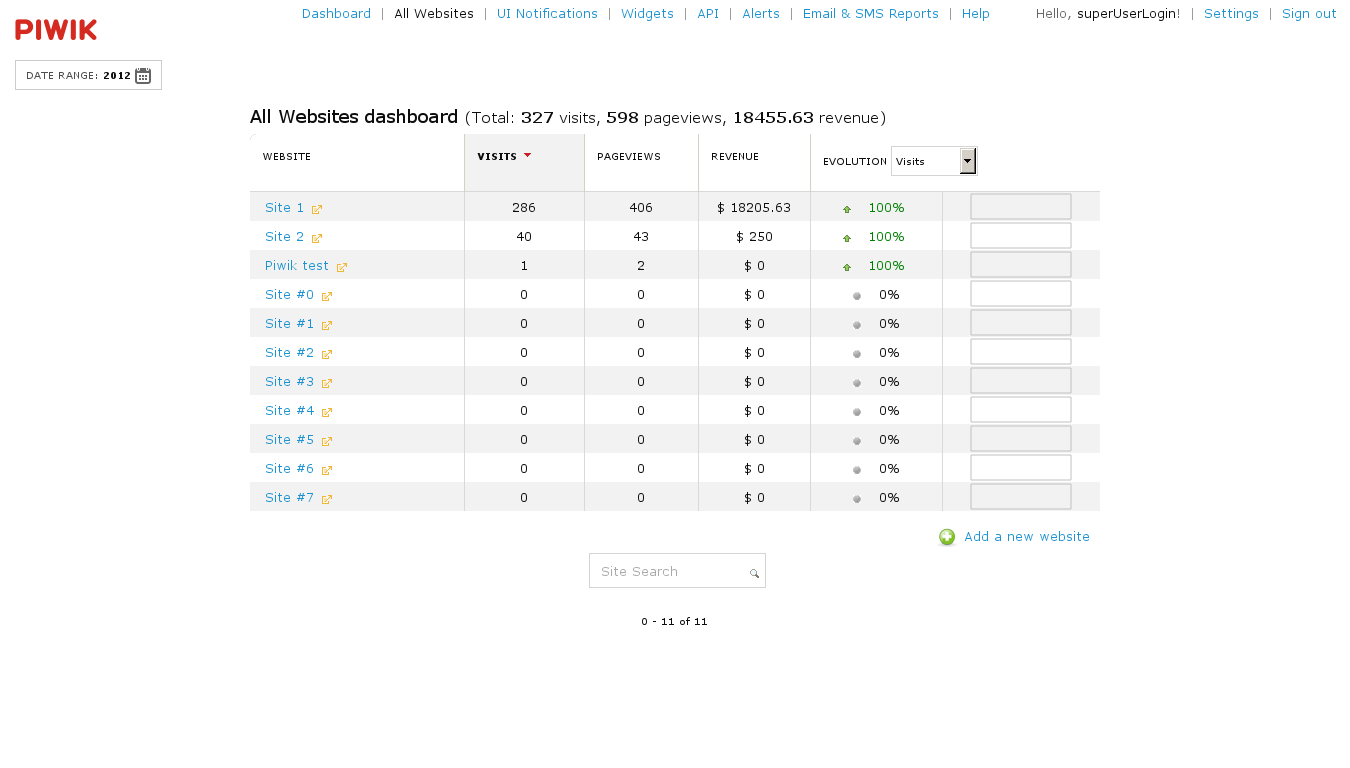 PIWIK
Dashboard | All Websites | UI Notifications | Widgets | API | Alerts | Email & SMS Reports | Help Hello, superUserLogin! | Settings | Sign out
DATE RANGE: 2012
All Websites dashboard (Total: 327 visits, 598 pageviews, 18455.63 revenue)
WEBSITE VISITS PAGEVIEWS REVENUE EVOLUTION Visits
Site 1 286 406 $ 18205.63 100%
Site 2 40 43 $ 250 100%
Piwik test 1 2 $ 0 100%
Site #0 0 0 $ 0 0%
Site #1 0 0 $ 0 0%
Site #2 0 0 $ 0 0%
Site #3 0 0 $ 0 0%
Site #4 0 0 $ 0 0%
Site #5 0 0 $ 0 0%
Site #6 0 0 $ 0 0%
Site #7 0 0 $ 0 0%
Add a new website
Site Search
0 - 11 of 11